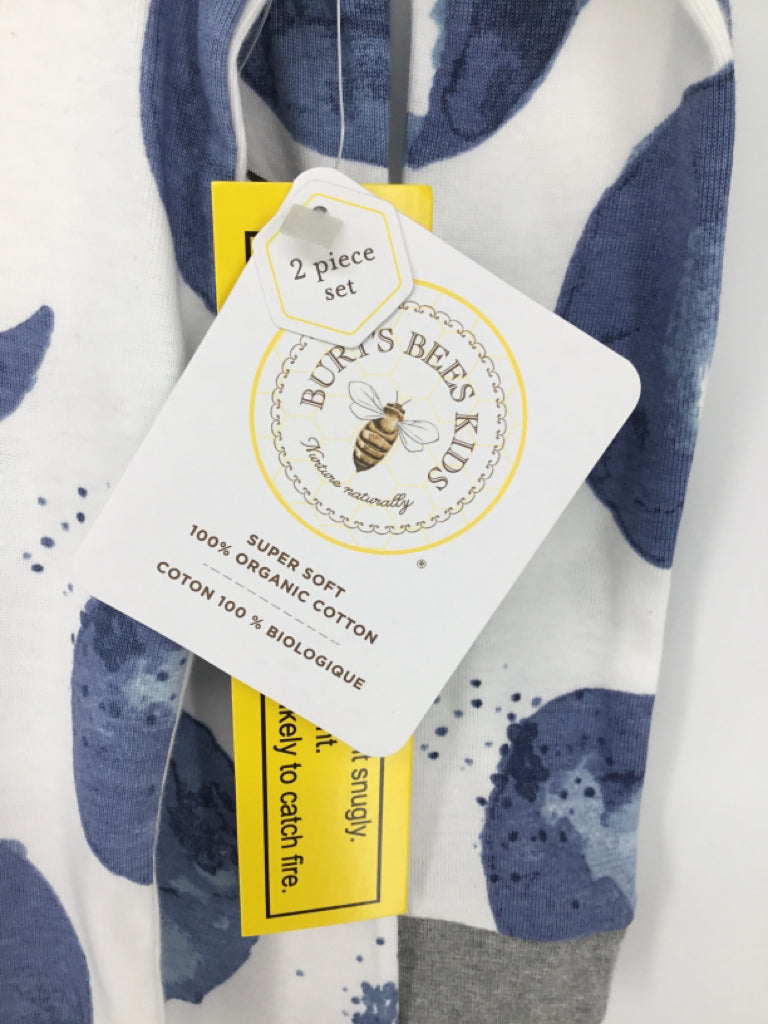 2 piece
set
BURT'S BEES KIDS
Nurture naturally
®
SUPER SOFT
100% ORGANIC COTTON
COTON 100 % BIOLOGIQUE
snugly.
to catch fire.